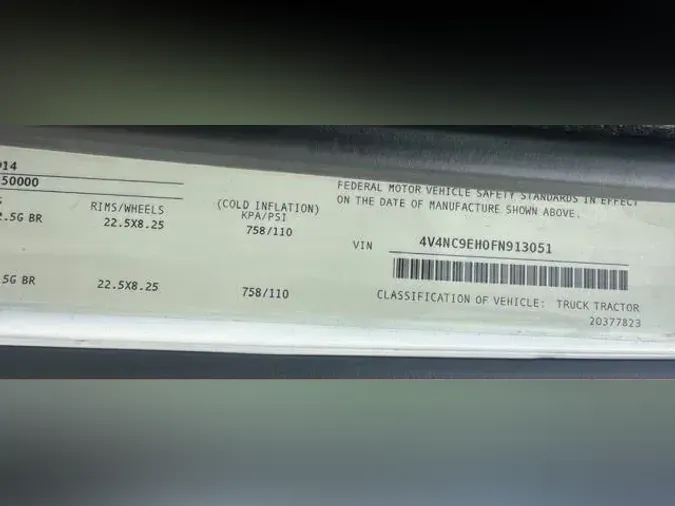 014
50000
RIMS/WHEELS
.5G BR 22.5X8.25
(COLD INFLATION)
KPA/PSI
758/110
5G BR 22.5X8.25 758/110
FEDERAL MOTOR VEHICLE SAFETY STANDARDS IN EFFECT
ON THE DATE OF MANUFACTURE SHOWN ABOVE.
VIN 4V4NC9EH0FN913051
CLASSIFICATION OF VEHICLE: TRUCK TRACTOR
20377823